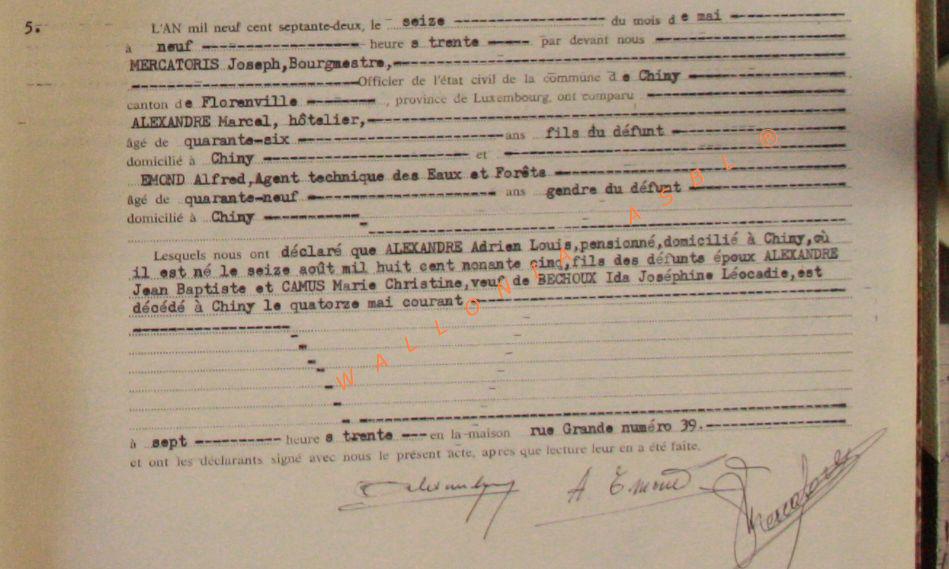 5.
L'AN mil neuf cent septante-deux, le seize du mois de mai
à neuf heures trente par devant nous
MERCATORIS Joseph, Bourgmestre,
Officier de l'état civil de la commune de Chiny
canton de Florenville, province de Luxembourg, ont comparu
ALEXANDRE Marcel, hôtelier,
âgé de quarante-six ans fils du défunt
domicilié à Chiny et
EMOND Alfred, Agent technique des Eaux et Forêts
âgé de quarante-neuf ans gendre du défunt
domicilié à Chiny
Lesquels nous ont déclaré que ALEXANDRE Adrien Louis, pensionné, domicilié à Chiny, où
il est né le seize août mil huit cent nonante cinq, fils des défunts époux ALEXANDRE
Jean Baptiste et CAMUS Marie Christine, veuf de BECHOUX Ida Joséphine Léocadie, est
décédé à Chiny le quatorze mai courant
à sept heures trente en la maison rue Grande numéro 39.
et ont les déclarants signé avec nous le présent acte, après que lecture leur en a été faite.
A Emond
WALLONIA ASBL ®